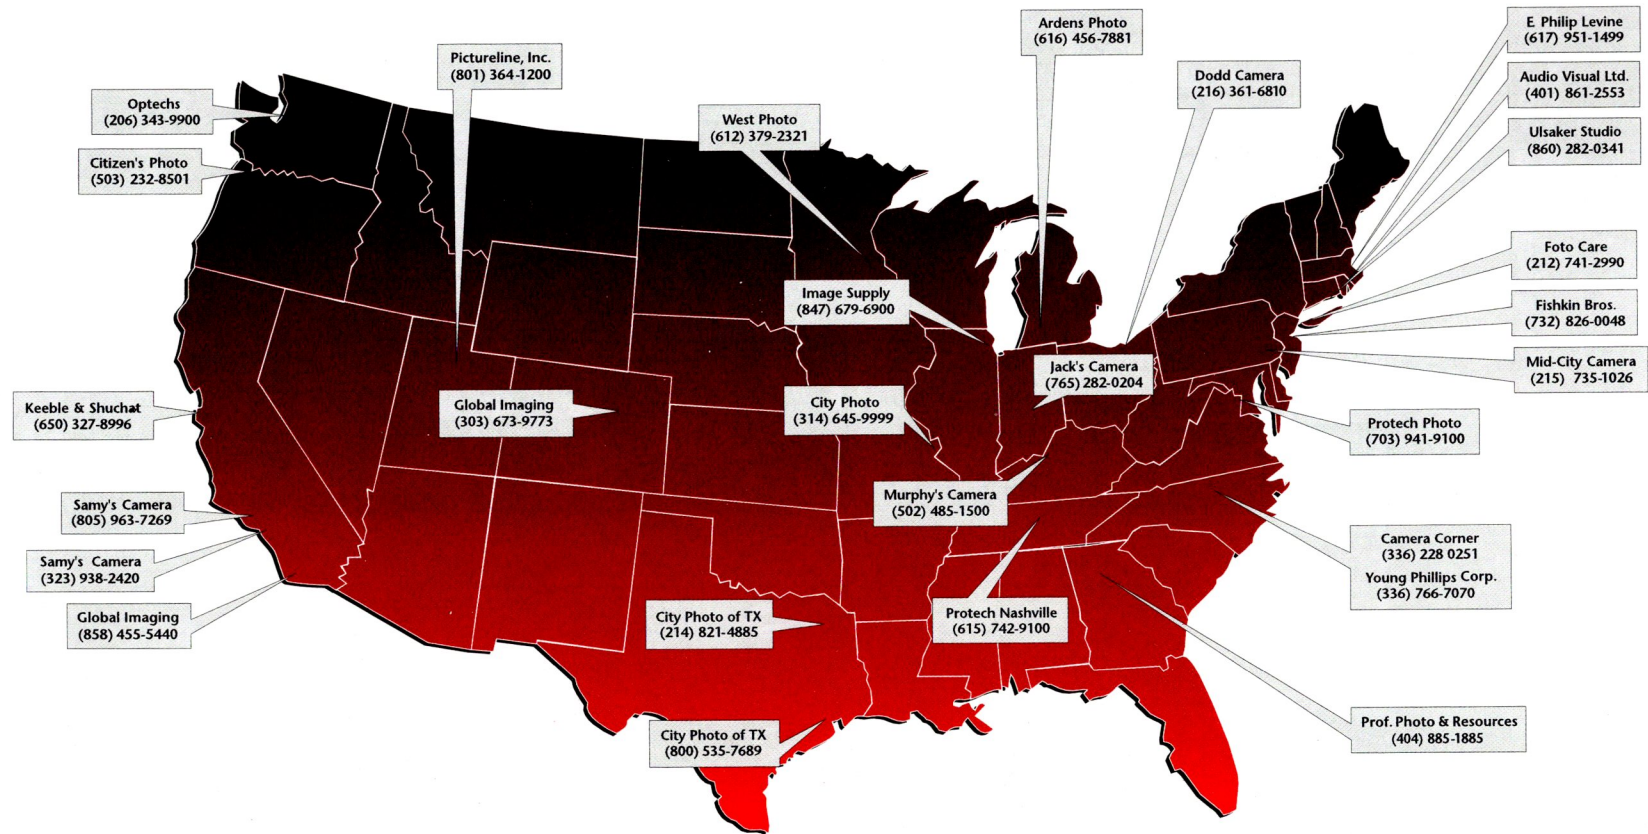 Ardens Photo
(616) 456-7881
E. Philip Levine
(617) 951-1499
Pictureline, Inc.
(801) 364-1200
Dodd Camera
(216) 361-6810
Audio Visual Ltd.
(401) 861-2553
Optechs
(206) 343-9900
West Photo
(612) 379-2321
Ulsaker Studio
(860) 282-0341
Citizen's Photo
(503) 232-8501
Foto Care
(212) 741-2990
Image Supply
(847) 679-6900
Fishkin Bros.
(732) 826-0048
Jack's Camera
(765) 282-0204
Mid-City Camera
(215) 735-1026
Keeble & Shuchat
(650) 327-8996
Global Imaging
(303) 673-9773
City Photo
(314) 645-9999
Protech Photo
(703) 941-9100
Samy's Camera
(805) 963-7269
Murphy's Camera
(502) 485-1500
Samy's Camera
(323) 938-2420
Camera Corner
(336) 228 0251
Young Phillips Corp.
(336) 766-7070
Global Imaging
(858) 455-5440
City Photo of TX
(214) 821-4885
Protech Nashville
(615) 742-9100
City Photo of TX
(800) 535-7689
Prof. Photo & Resources
(404) 885-1885